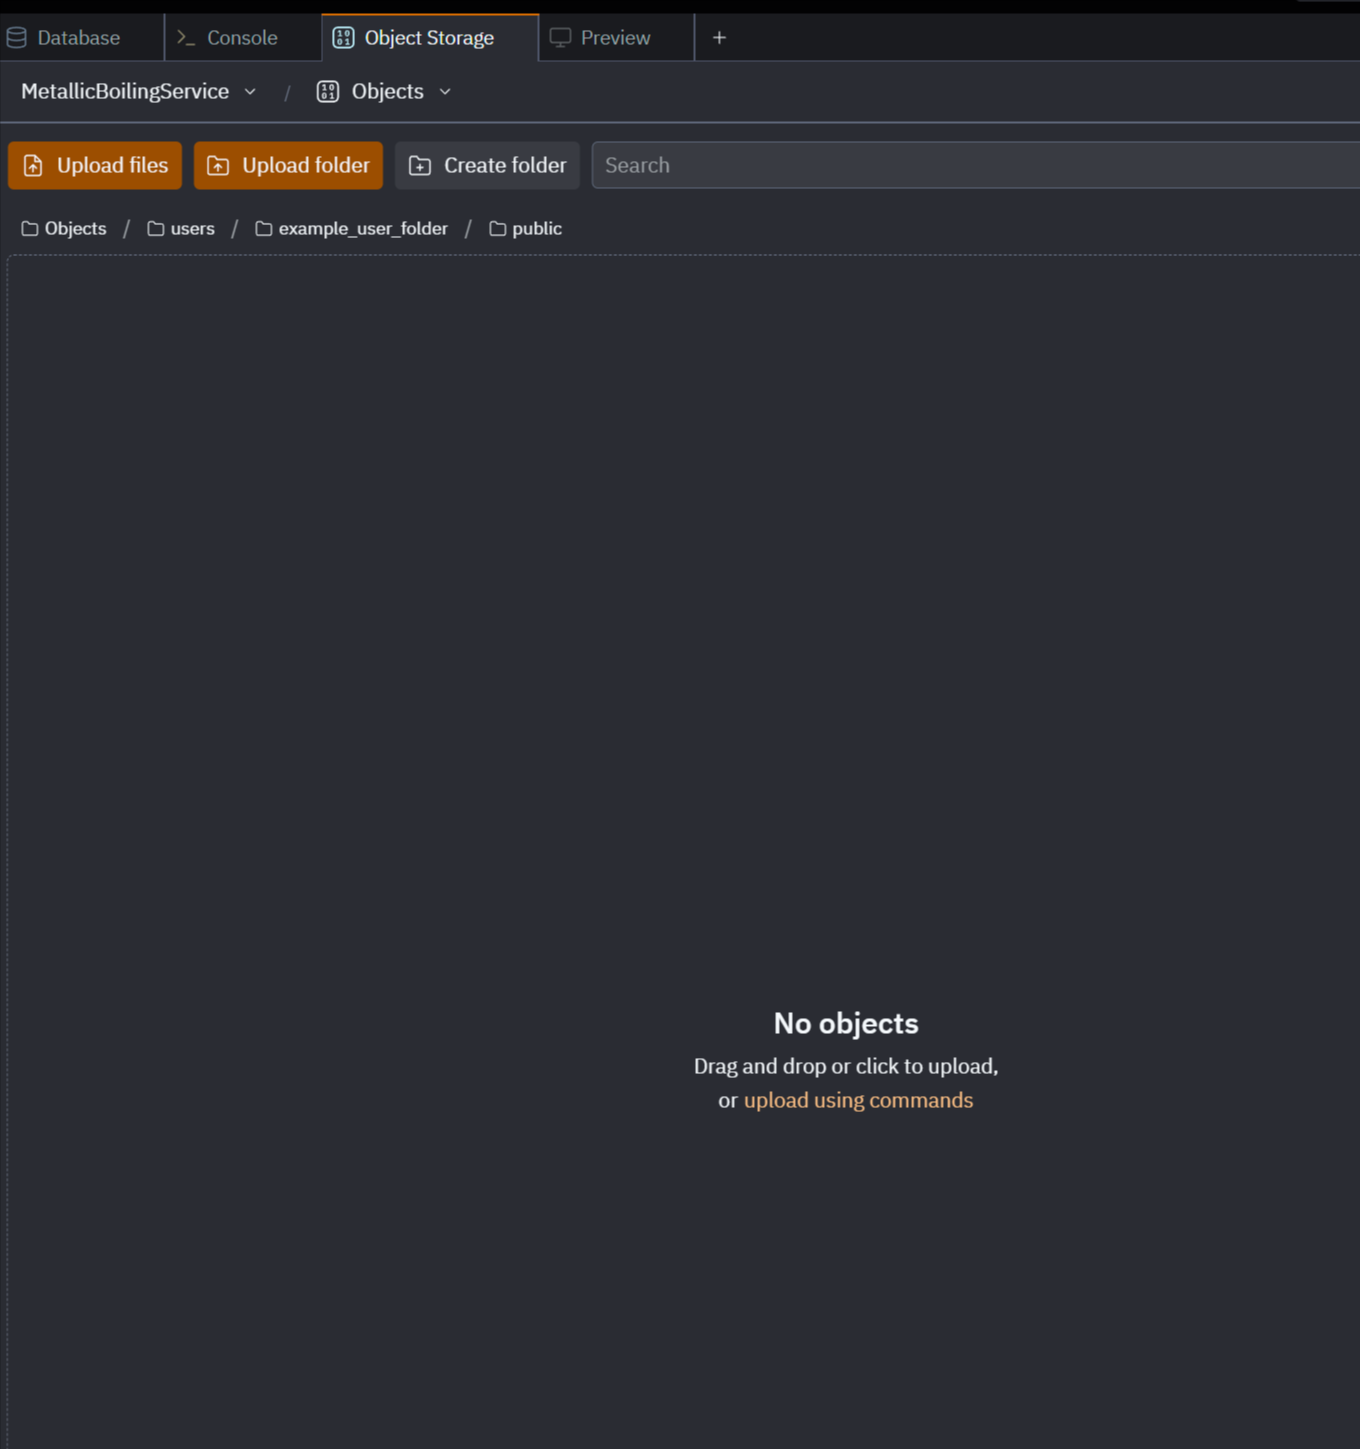 Database >_ Console Object Storage Preview +
MetallicBoilingService / Objects
Upload files Upload folder Create folder Search
Objects / users / example_user_folder / public
No objects
Drag and drop or click to upload,
or upload using commands